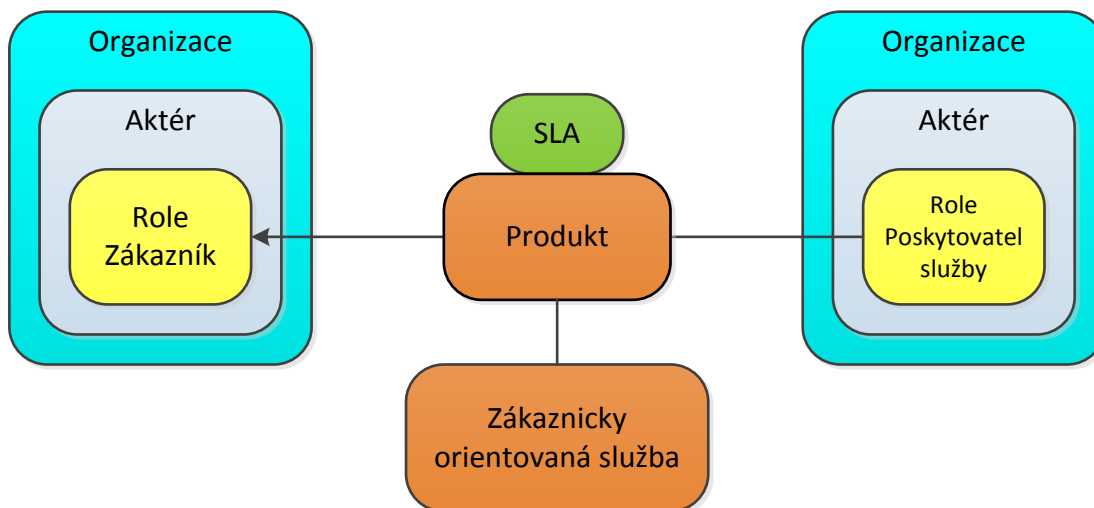 Organizace
Aktér
Role
Zákazník
SLA
Produkt
Zákaznicky
orientovaná služba
Organizace
Aktér
Role
Poskytovatel
služby